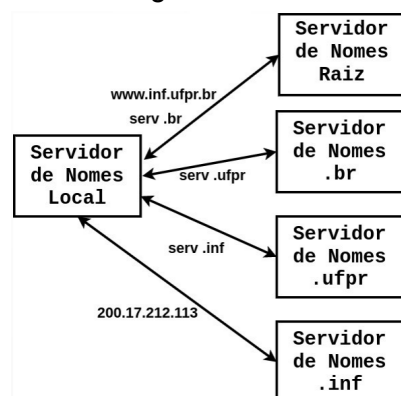 Servidor
de Nomes
Raiz
www.inf.ufpr.br
serv .br
Servidor
de Nomes
.br
Servidor
de Nomes
Local
serv .ufpr
serv .inf
Servidor
de Nomes
.ufpr
200.17.212.113
Servidor
de Nomes
.inf